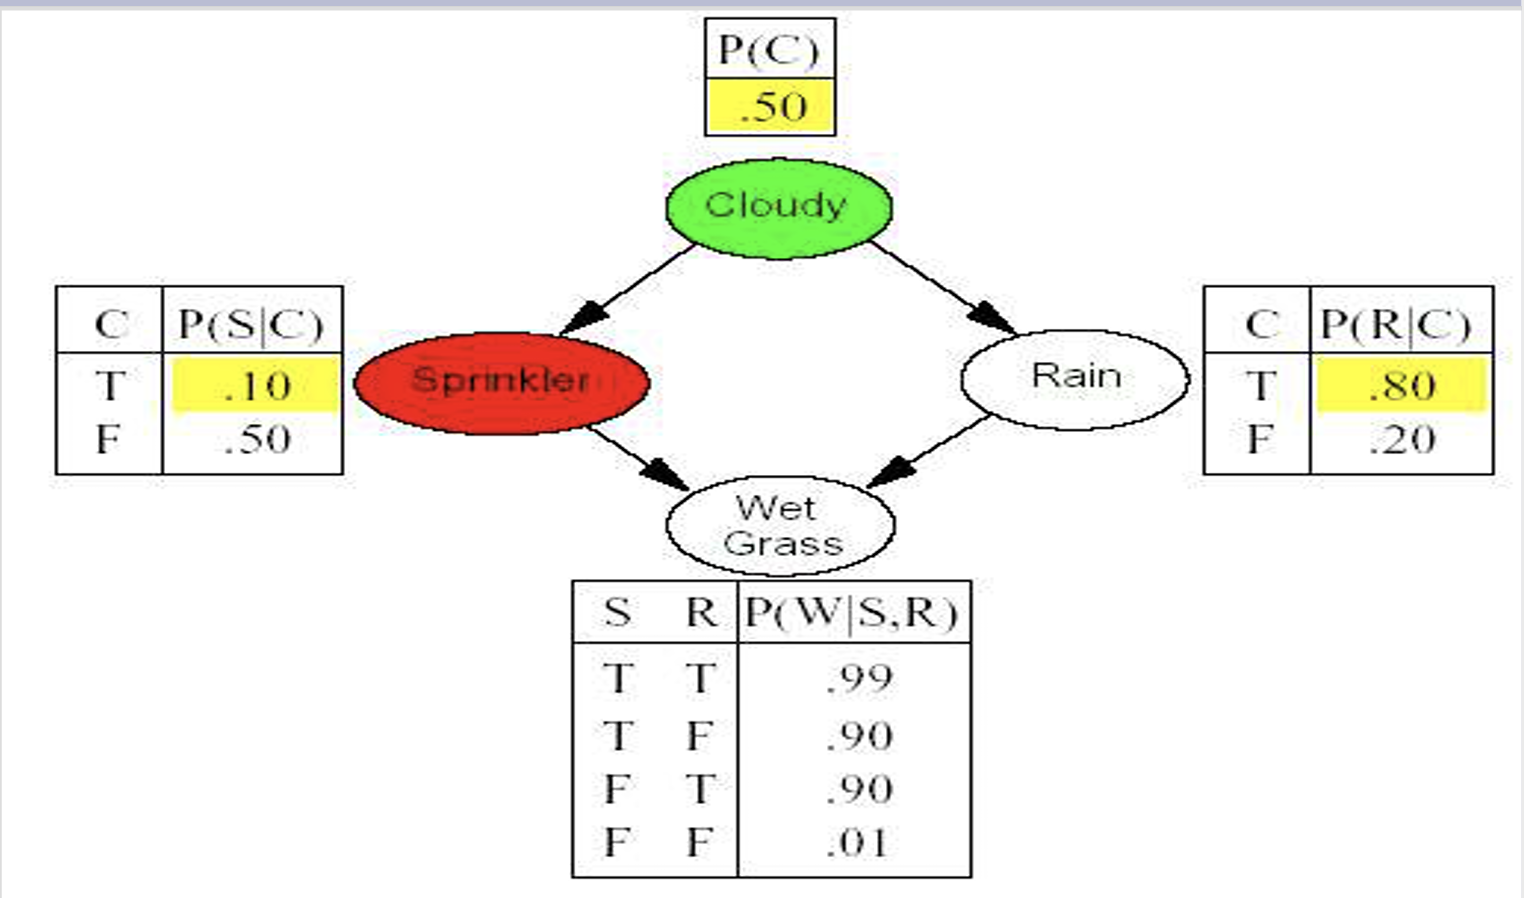 P(C)
.50
Cloudy
C P(S|C)
T .10
F .50
Sprinkler
Rain
C P(R|C)
T .80
F .20
Wet
Grass
S R P(W|S,R)
T T .99
T F .90
F T .90
F F .01